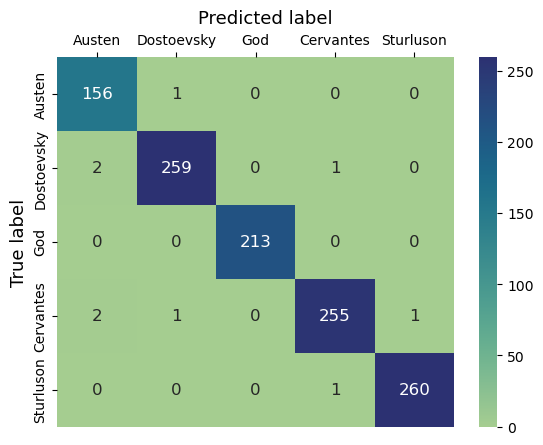 Predicted label
Austen Dostoevsky God Cervantes Sturluson
True label
Austen 156 1 0 0 0
Dostoevsky 2 259 0 1 0
God 0 0 213 0 0
Cervantes 2 1 0 255 1
Sturluson 0 0 0 1 260
250
200
150
100
50
0